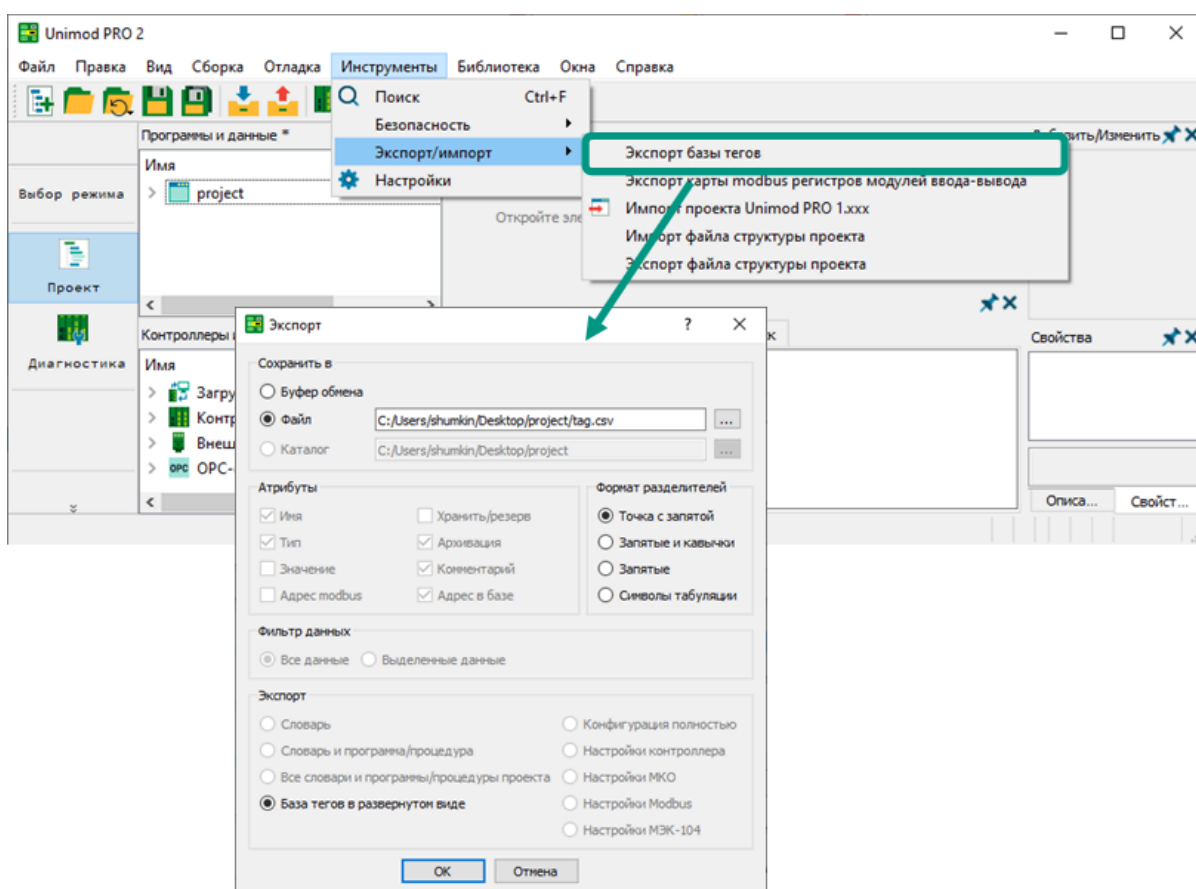 Unimod PRO 2
Файл Правка Вид Сборка Отладка Инструменты Библиотека Окна Справка
Поиск Ctrl+F
Безопасность
Экспорт/импорт
Настройки
Экспорт базы тегов
Экспорт карты modbus регистров модулей ввода-вывода
Импорт проекта Unimod PRO 1.xxx
Импорт файла структуры проекта
Экспорт файла структуры проекта
Программы и данные *
Имя
project
Выбор режима
Проект
Диагностика
Откройте
/Изменить
Контроллеры
Имя
OPC
Свойства
Описа... Свойст...
Экспорт ?
Сохранить в
Буфер обмена
Файл C:/Users/shumkin/Desktop/project/tag.csv ...
Каталог C:/Users/shumkin/Desktop/project ...
Атрибуты
Имя Хранить/резерв
Тип Архивация
Значение Комментарий
Адрес modbus Адрес в базе
Формат разделителей
Точка с запятой
Запятые и кавычки
Запятые
Символы табуляции
Фильтр данных
Все данные Выделенные данные
Экспорт
Словарь Конфигурация полностью
Словарь и программа/процедура Настройки контроллера
Все словари и программы/процедуры проекта Настройки МКО
База тегов в развернутом виде Настройки Modbus
Настройки МЭК-104
OK Отмена